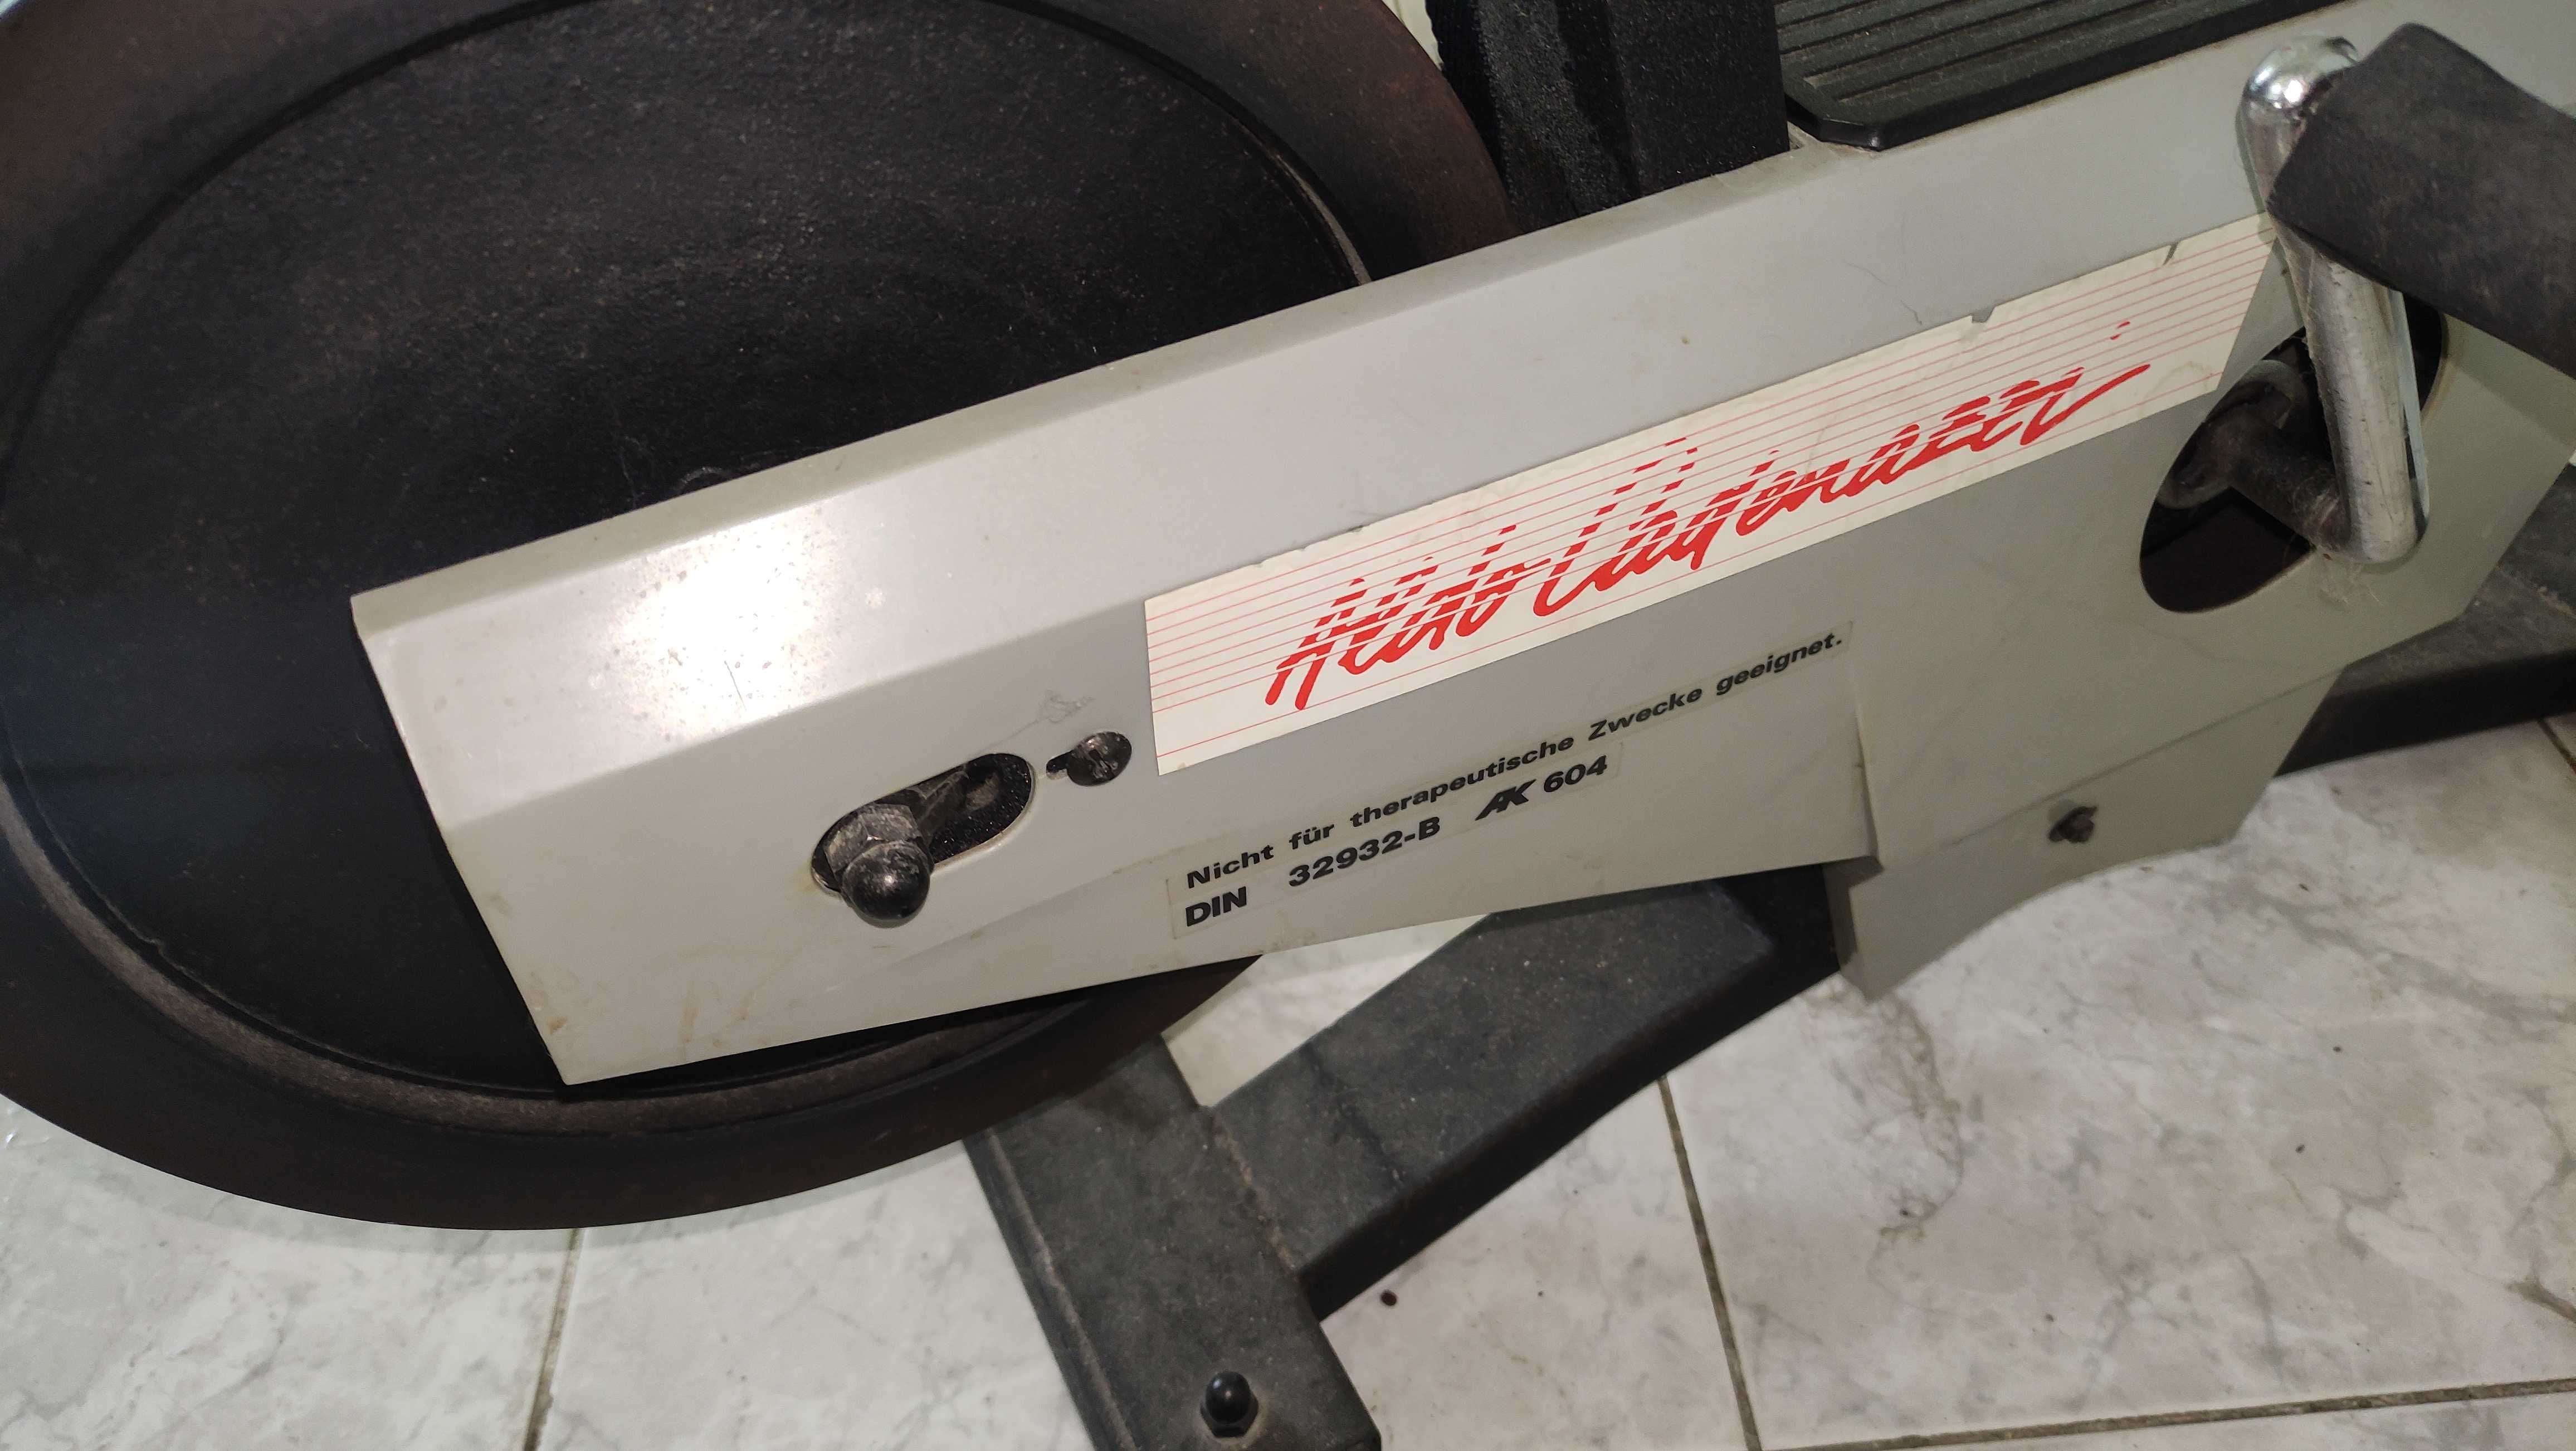 Nicht für therapeutische Zwecke geeignet.
DIN 32932-B AK 604